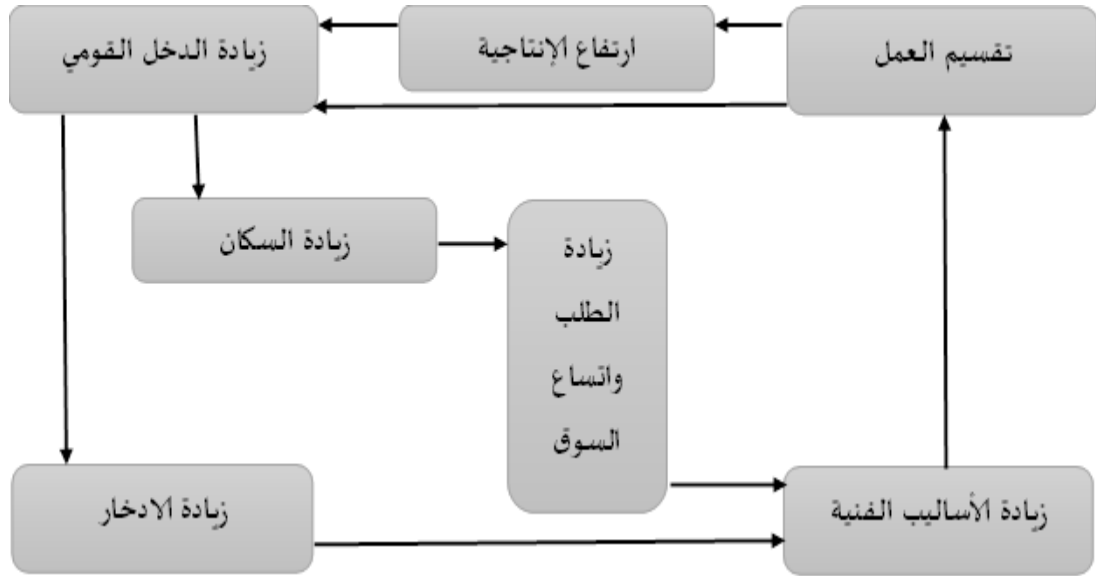 تقسيم العمل
ارتفاع الإنتاجية
زيادة الدخل القومي
زيادة السكان
زيادة
الطلب
واتساع
السوق
زيادة الأساليب الفنية
زيادة الادخار